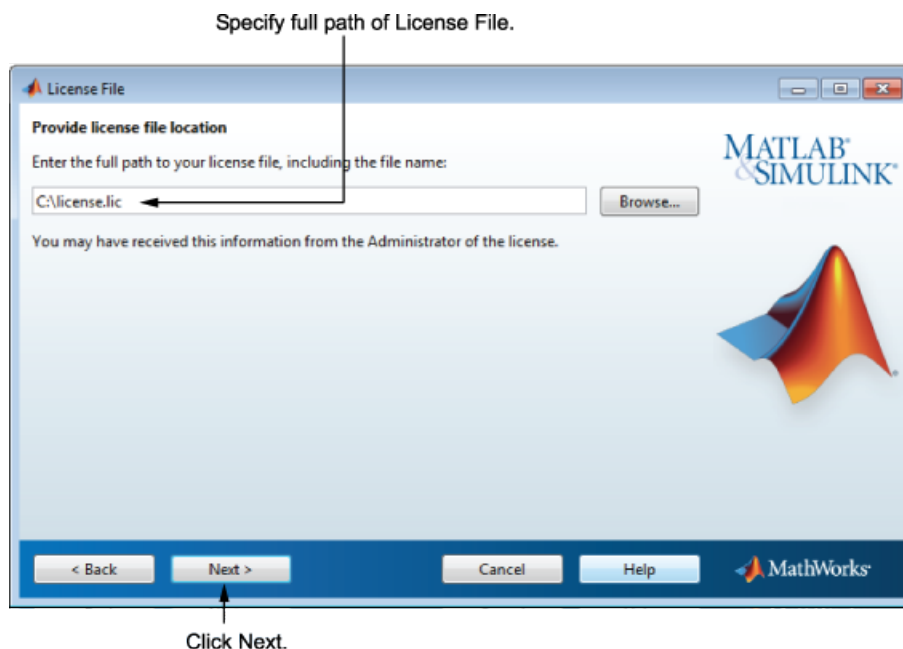 Specify full path of License File.
License File
Provide license file location
Enter the full path to your license file, including the file name:
C:\license.lic
Browse...
You may have received this information from the Administrator of the license.
MATLAB®
&SIMULINK®
< Back
Next >
Cancel
Help
MathWorks®
Click Next.